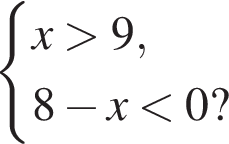 x > 9,
8 − x < 0?